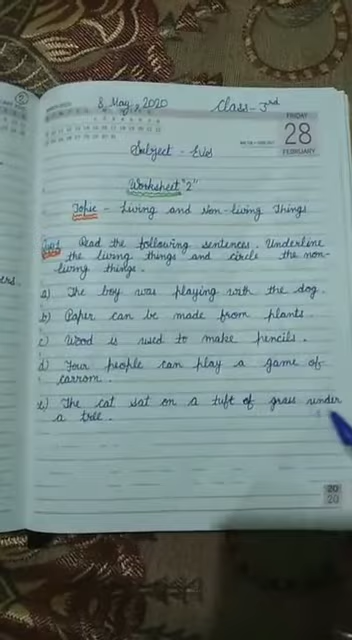 8 May, 2020 Class - 3rd
FRIDAY
28
FEBRUARY
Subject - Evs
Worksheet "2"
Topic - Living and Non-living Things
Read the following sentences. Underline
the living things and circle the non-
living things.
a) The boy was playing with the dog.
b) Paper can be made from plants.
c) Wood is used to make pencils.
d) Four people can play a game of
carrom.
e) The cat sat on a tuft of grass under
a tree.
20
20